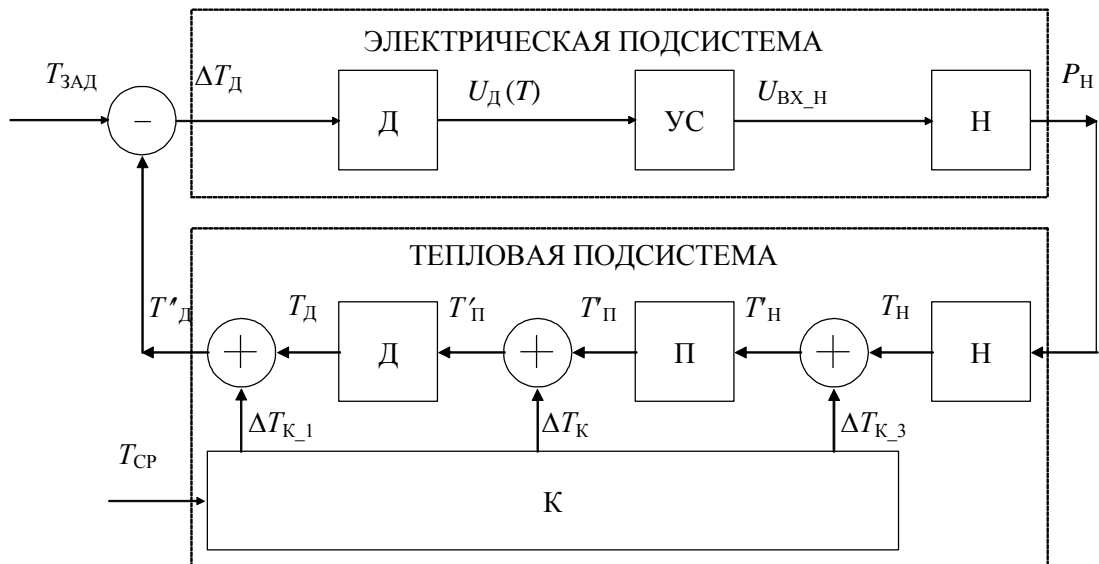 ЭЛЕКТРИЧЕСКАЯ ПОДСИСТЕМА
T_ЗАД
ΔT_Д
U_Д(T)
U_ВХ_Н
P_Н
-
Д
УС
Н
ТЕПЛОВАЯ ПОДСИСТЕМА
T″_Д
T_Д
T′_П
T'_П
T'_Н
T_Н
+
Д
+
П
+
Н
ΔT_К_1
ΔT_К
ΔT_К_3
T_СР
К